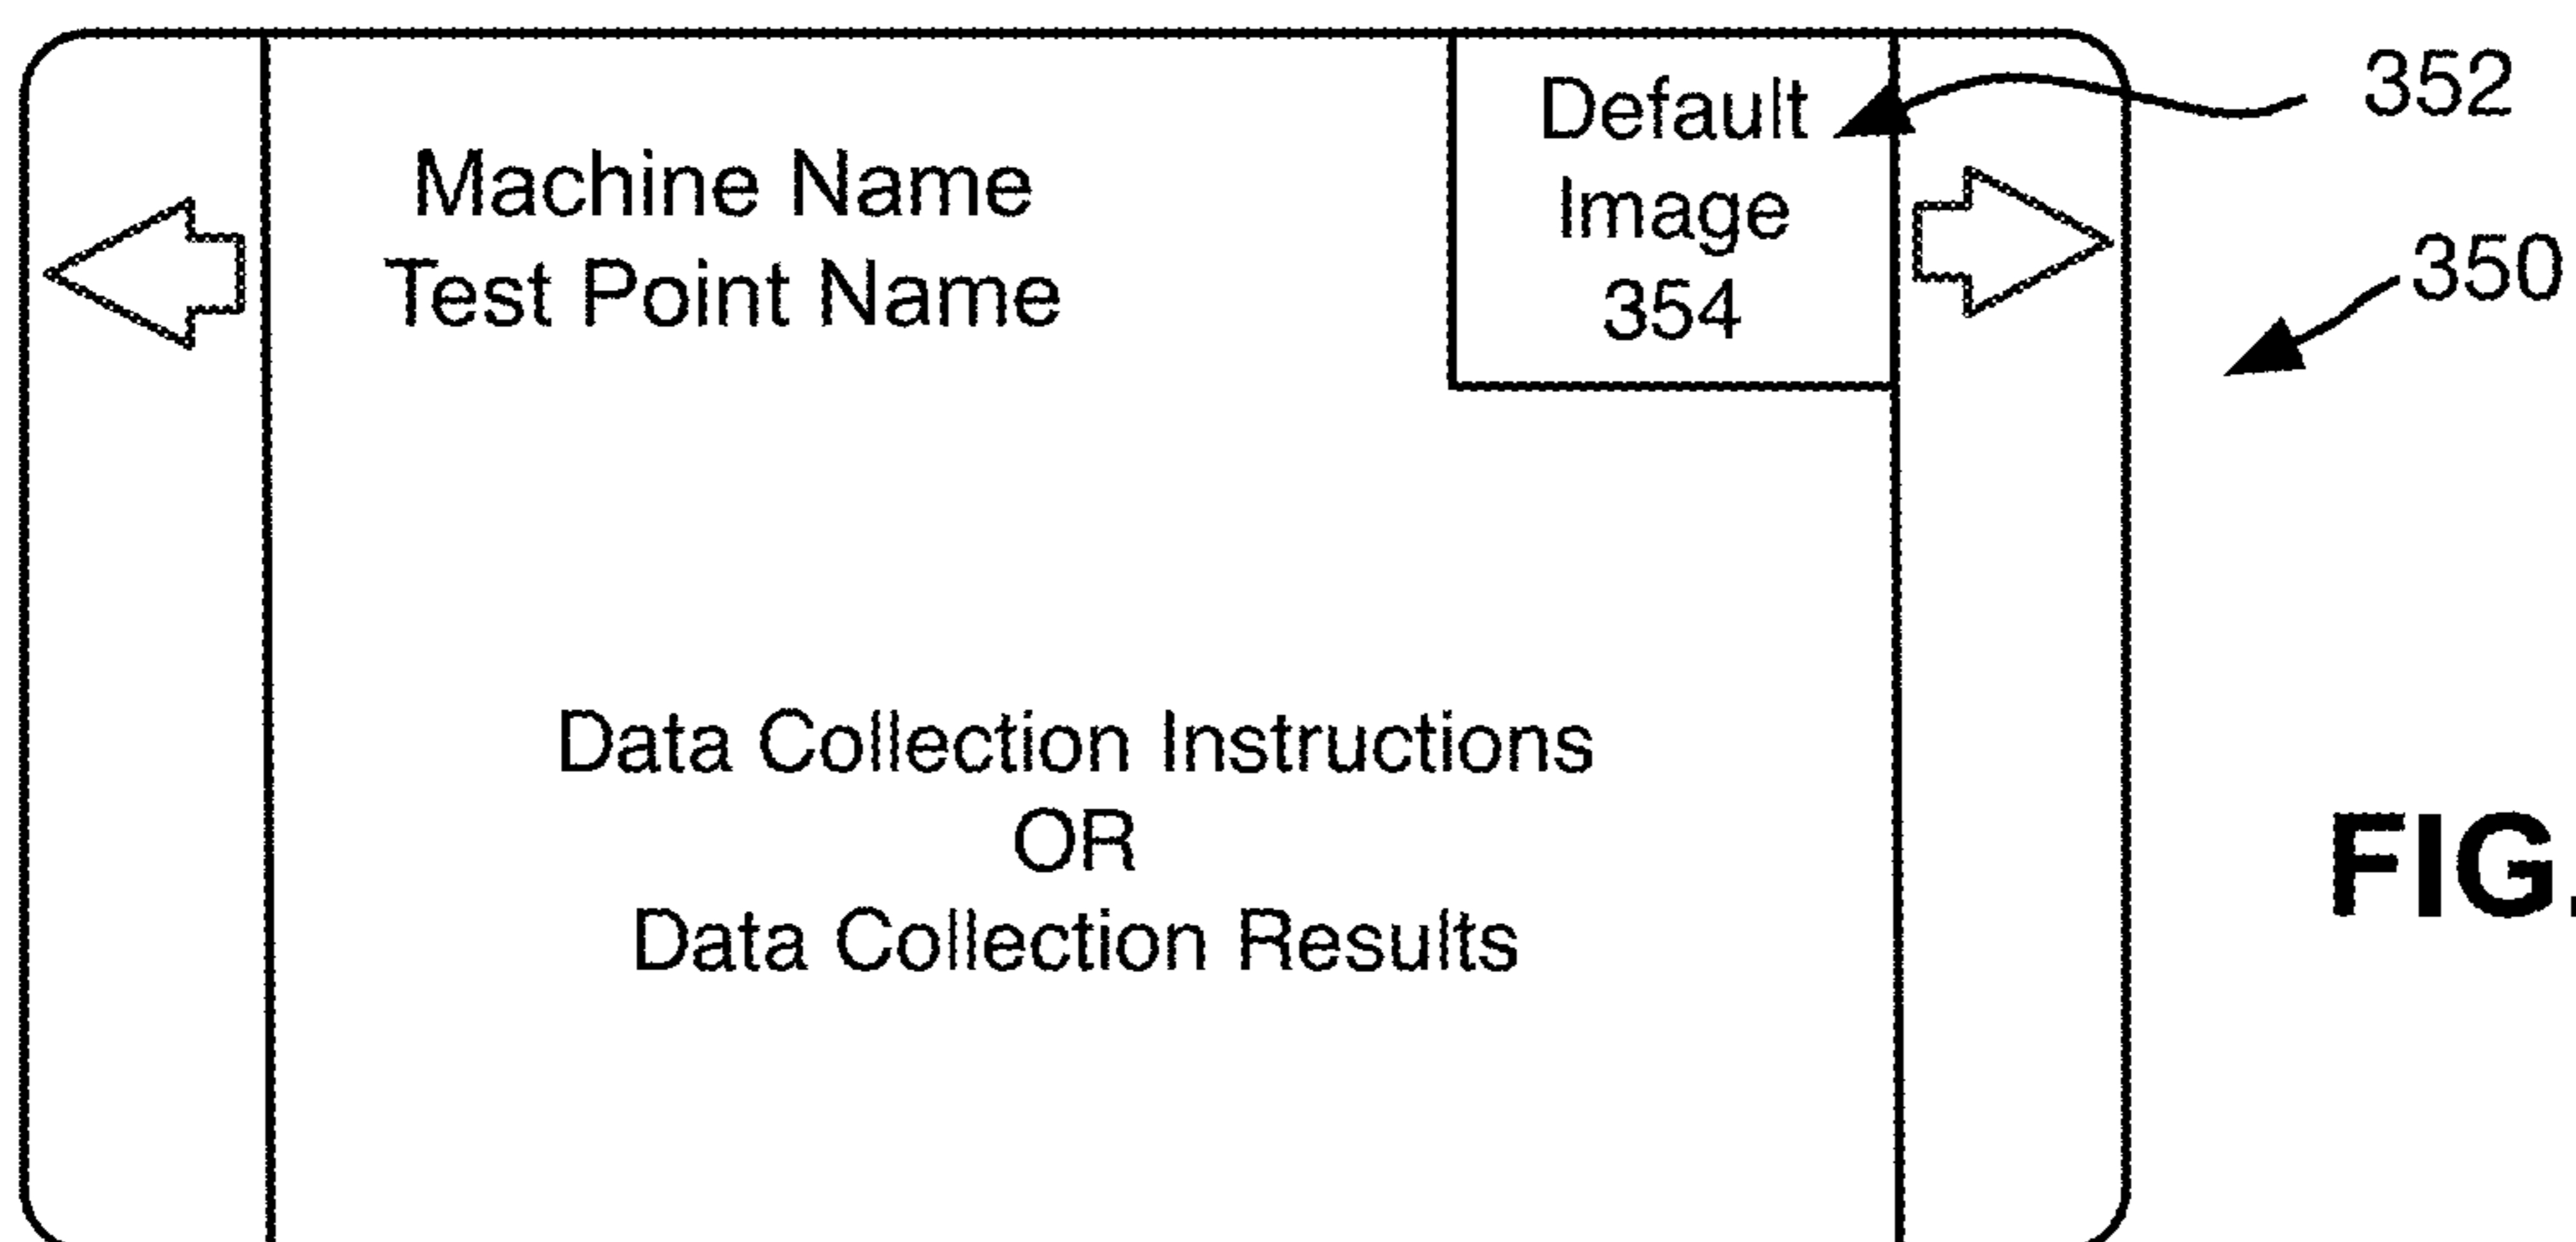 Machine Name
Test Point Name
Default
Image
354
352
350
Data Collection Instructions
OR
Data Collection Results
FIG.